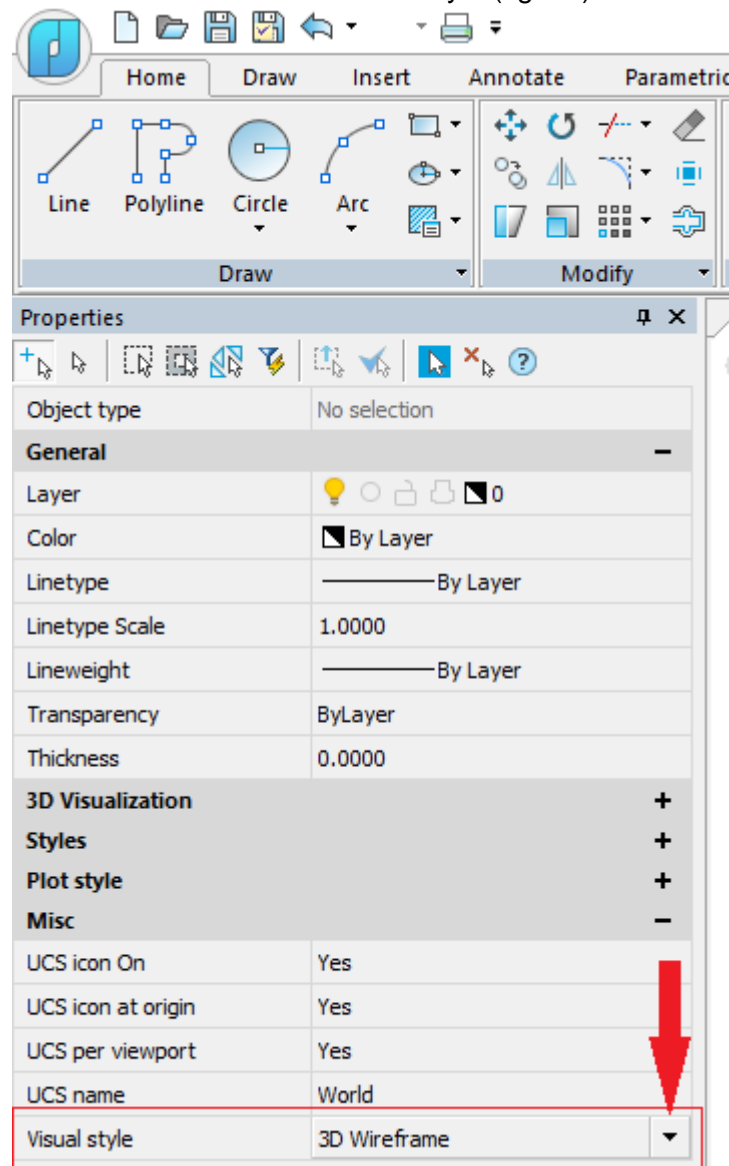 Home Draw Insert Annotate Parametric
Line Polyline Circle Arc
Draw Modify
Properties
Object type No selection
General
Layer 0
Color By Layer
Linetype By Layer
Linetype Scale 1.0000
Lineweight By Layer
Transparency ByLayer
Thickness 0.0000
3D Visualization
Styles
Plot style
Misc
UCS icon On Yes
UCS icon at origin Yes
UCS per viewport Yes
UCS name World
Visual style 3D Wireframe